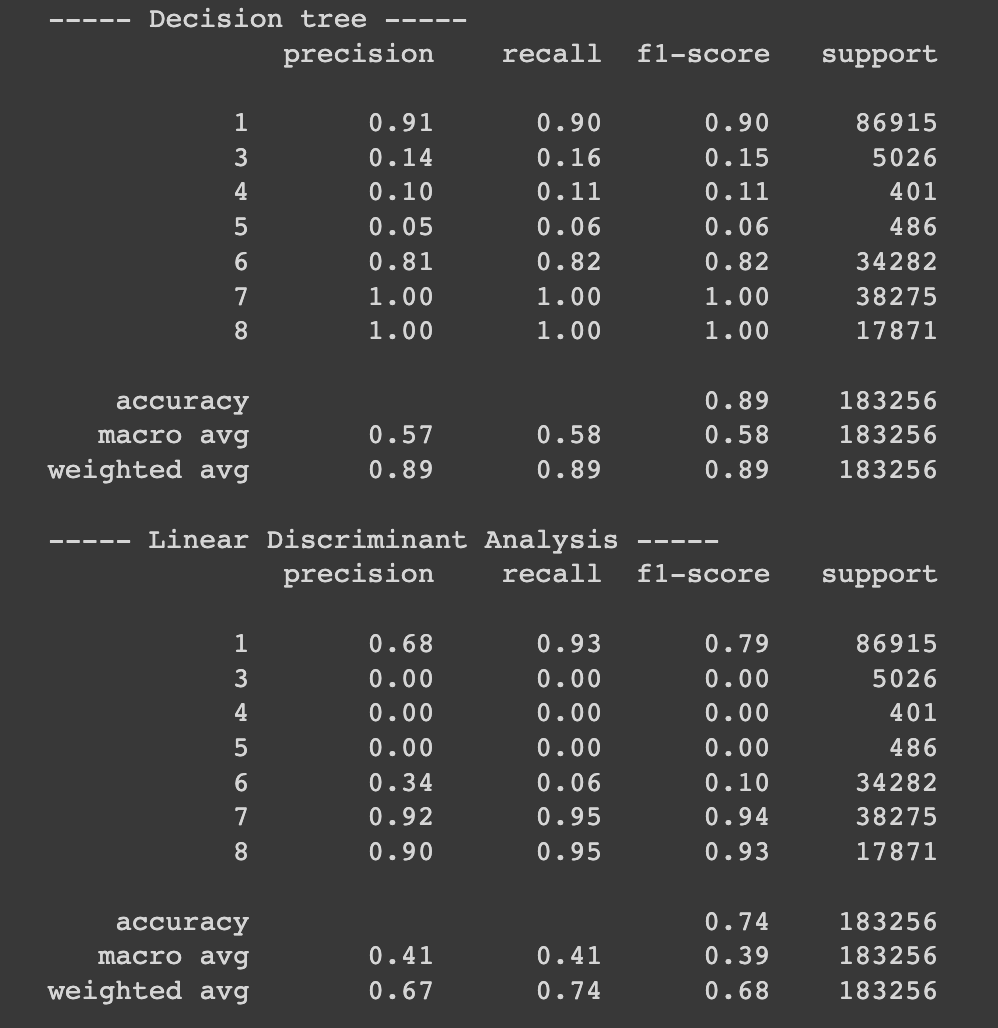 ----- Decision tree -----
precision recall f1-score support
1 0.91 0.90 0.90 86915
3 0.14 0.16 0.15 5026
4 0.10 0.11 0.11 401
5 0.05 0.06 0.06 486
6 0.81 0.82 0.82 34282
7 1.00 1.00 1.00 38275
8 1.00 1.00 1.00 17871
accuracy 0.89 183256
macro avg 0.57 0.58 0.58 183256
weighted avg 0.89 0.89 0.89 183256
----- Linear Discriminant Analysis -----
precision recall f1-score support
1 0.68 0.93 0.79 86915
3 0.00 0.00 0.00 5026
4 0.00 0.00 0.00 401
5 0.00 0.00 0.00 486
6 0.34 0.06 0.10 34282
7 0.92 0.95 0.94 38275
8 0.90 0.95 0.93 17871
accuracy 0.74 183256
macro avg 0.41 0.41 0.39 183256
weighted avg 0.67 0.74 0.68 183256